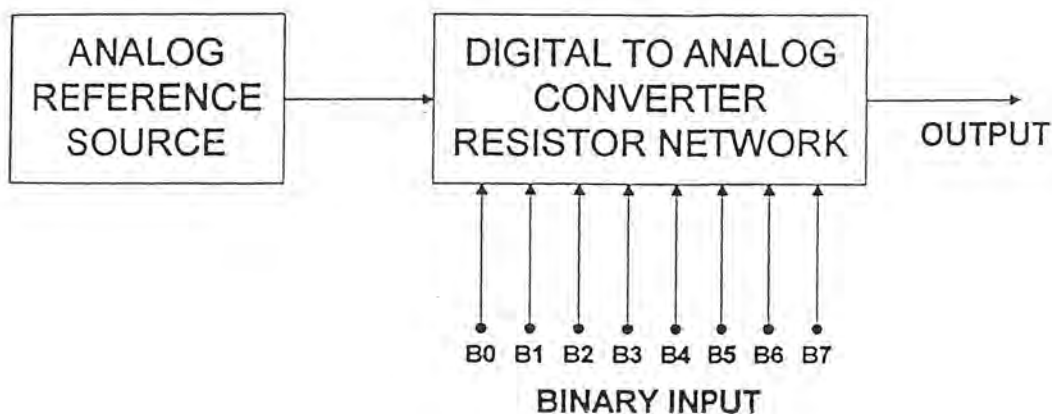 ANALOG
REFERENCE
SOURCE
DIGITAL TO ANALOG
CONVERTER
RESISTOR NETWORK
OUTPUT
B0 B1 B2 B3 B4 B5 B6 B7
BINARY INPUT